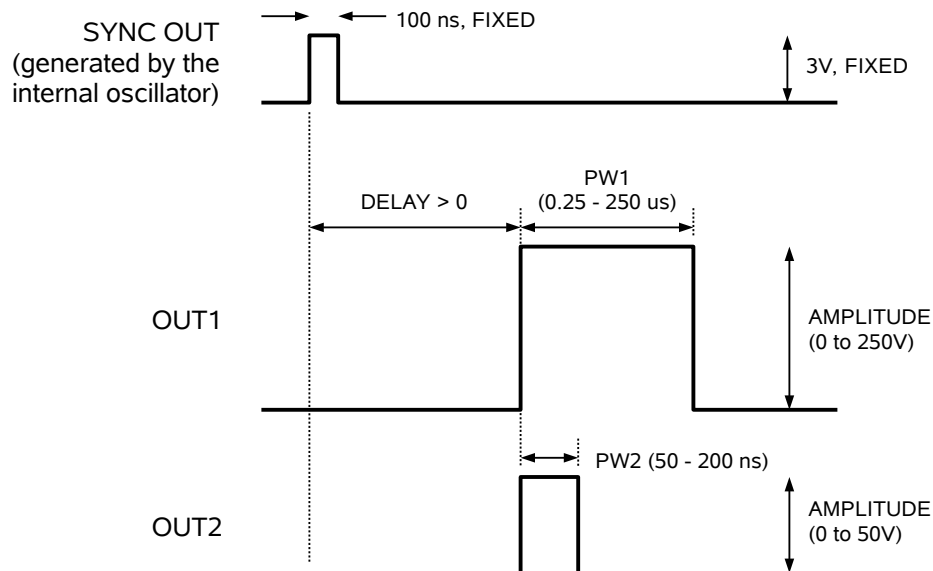 100 ns, FIXED
SYNC OUT
(generated by the
internal oscillator)
3V, FIXED
PW1
(0.25 - 250 us)
DELAY > 0
OUT1
AMPLITUDE
(0 to 250V)
PW2 (50 - 200 ns)
OUT2
AMPLITUDE
(0 to 50V)